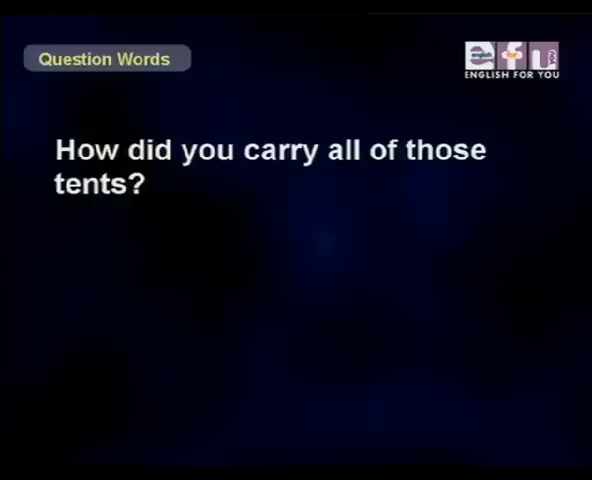 Question Words
efu
ENGLISH FOR YOU
How did you carry all of those
tents?